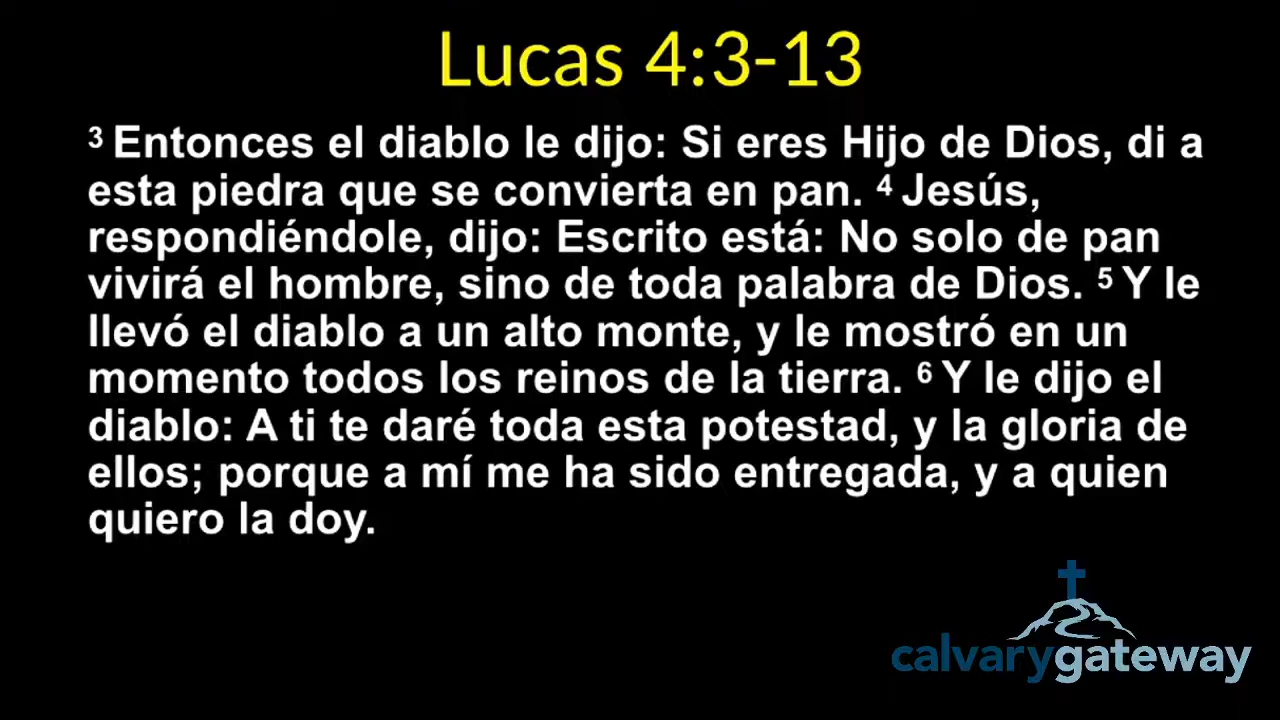 Lucas 4:3-13
3 Entonces el diablo le dijo: Si eres Hijo de Dios, di a
esta piedra que se convierta en pan. 4 Jesús,
respondiéndole, dijo: Escrito está: No solo de pan
vivirá el hombre, sino de toda palabra de Dios. 5 Y le
llevó el diablo a un alto monte, y le mostró en un
momento todos los reinos de la tierra. 6 Y le dijo el
diablo: A ti te daré toda esta potestad, y la gloria de
ellos; porque a mí me ha sido entregada, y a quien
quiero la doy.
calvarygateway